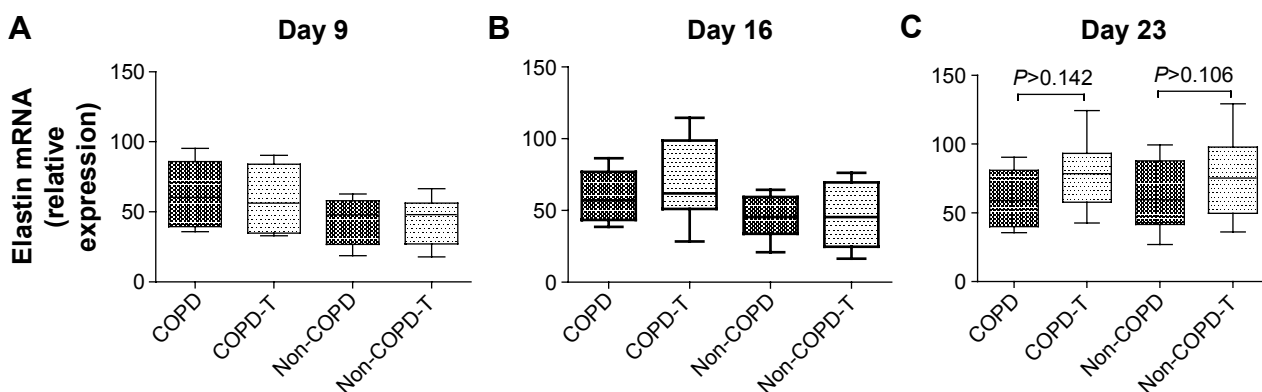 A
Day 9
B
Day 16
C
Day 23
Elastin mRNA
(relative
expression)
150
100
50
0
COPD
COPD-T
Non-COPD
Non-COPD-T
150
100
50
0
COPD
COPD-T
Non-COPD
Non-COPD-T
150
100
50
0
P>0.142
P>0.106
COPD
COPD-T
Non-COPD
Non-COPD-T